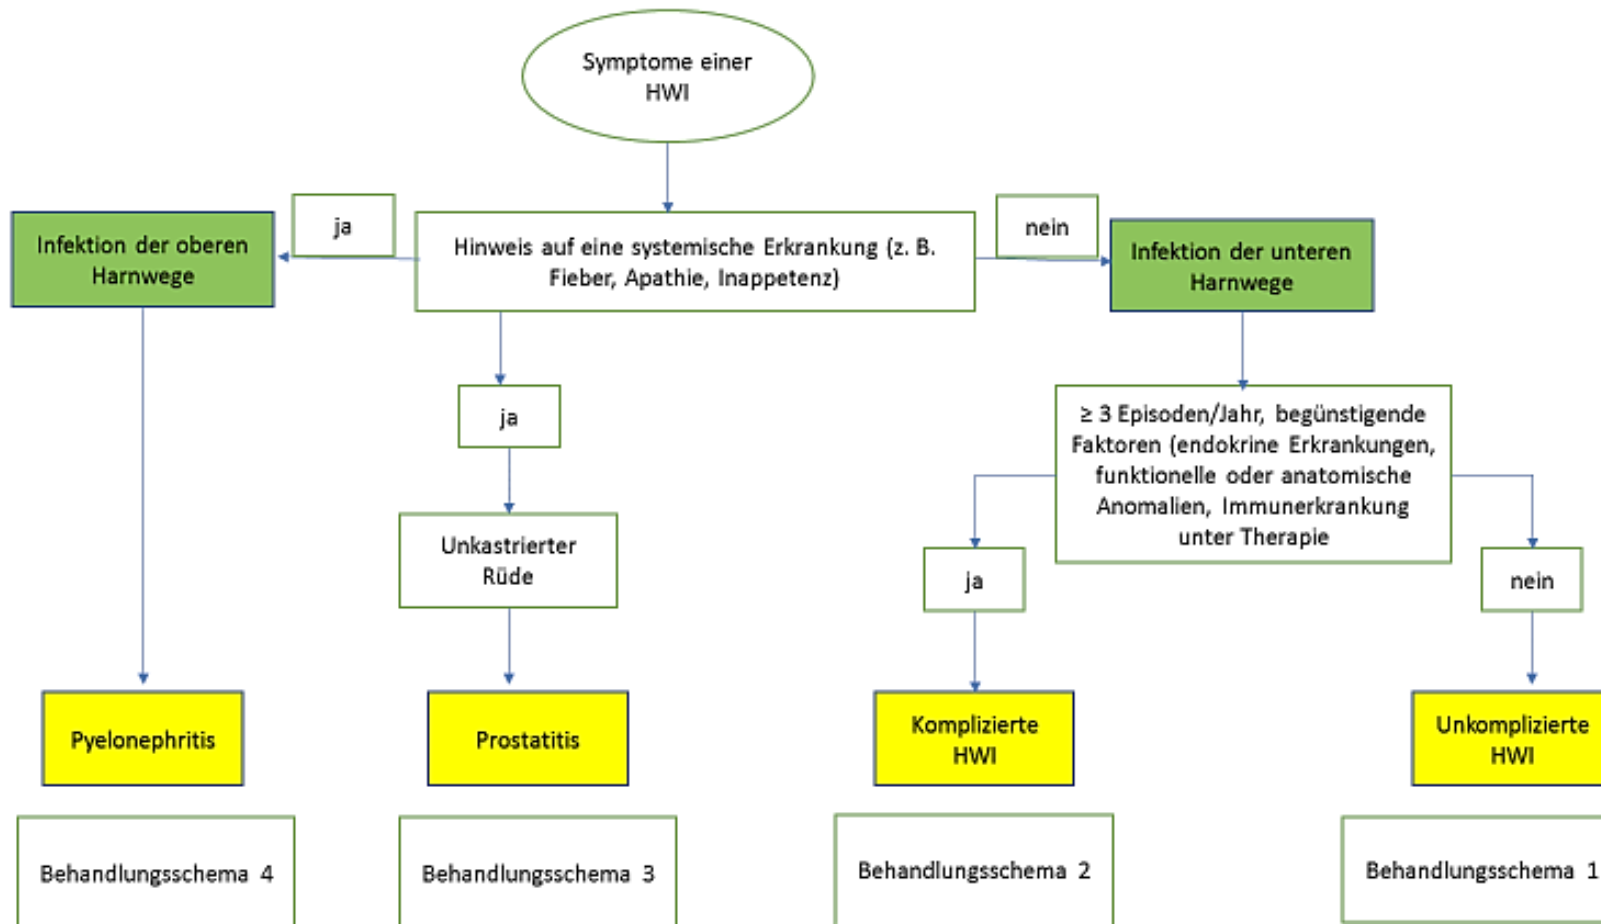 Symptome einer
HWI
ja
nein
Infektion der oberen
Harnwege
Hinweis auf eine systemische Erkrankung (z. B.
Fieber, Apathie, Inappetenz)
Infektion der unteren
Harnwege
ja
≥ 3 Episoden/Jahr, begünstigende
Faktoren (endokrine Erkrankungen,
funktionelle oder anatomische
Anomalien, Immunerkrankung
unter Therapie
Unkastrierter
Rüde
ja
nein
Pyelonephritis
Prostatitis
Komplizierte
HWI
Unkomplizierte
HWI
Behandlungsschema 4
Behandlungsschema 3
Behandlungsschema 2
Behandlungsschema 1